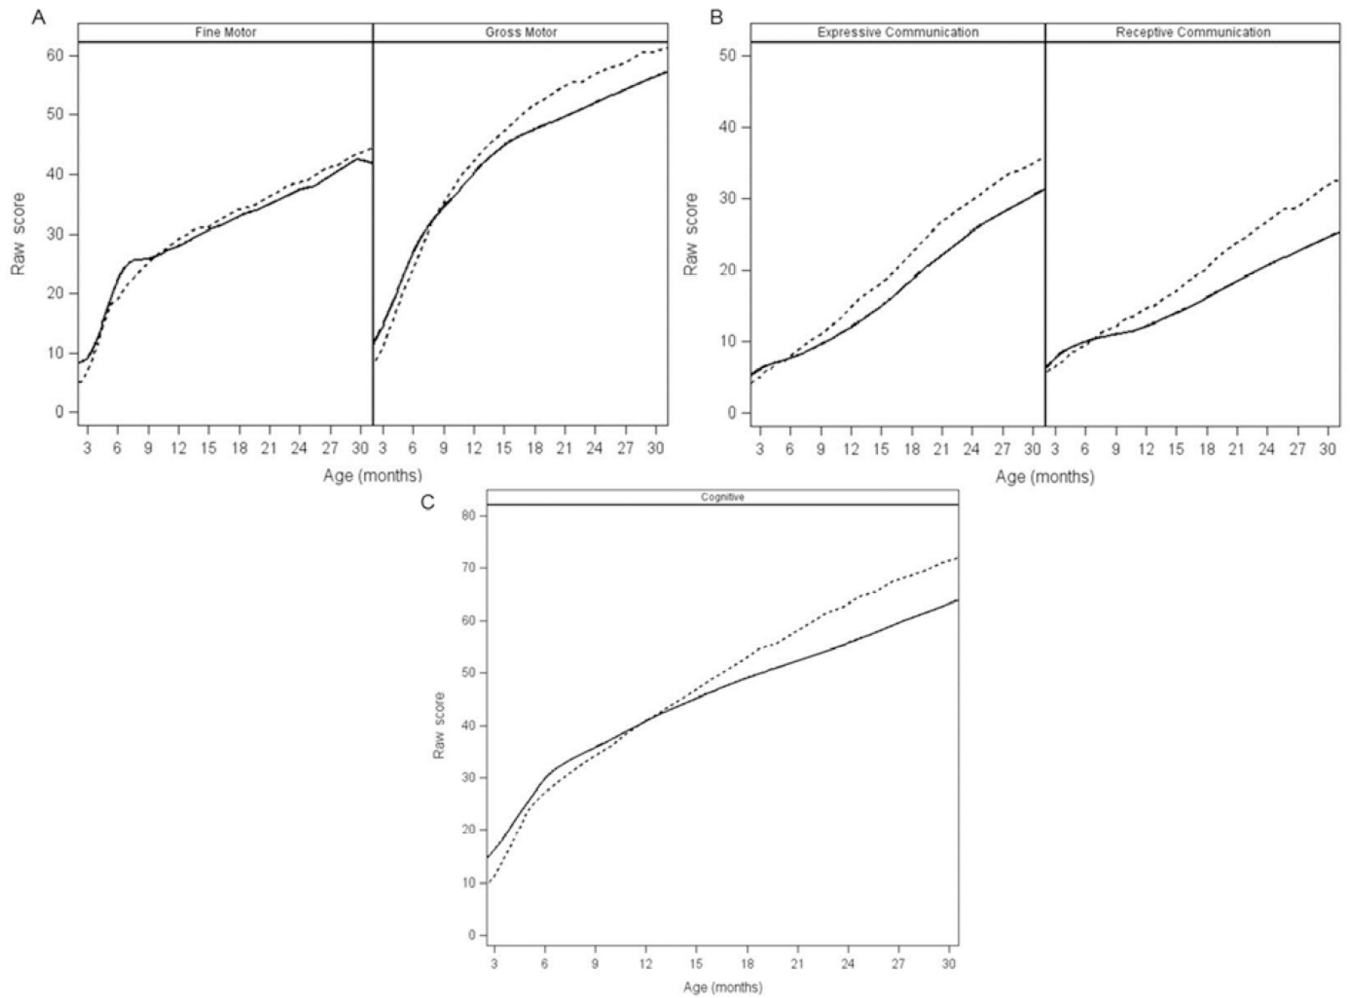 A
Fine Motor
Gross Motor
Raw score
60
50
40
30
20
10
0
3 6 9 12 15 18 21 24 27 30 3 6 9 12 15 18 21 24 27 30
Age (months)
B
Expressive Communication
Receptive Communication
Raw score
50
40
30
20
10
0
3 6 9 12 15 18 21 24 27 30 3 6 9 12 15 18 21 24 27 30
Age (months)
C
Cognitive
Raw score
80
70
60
50
40
30
20
10
0
3 6 9 12 15 18 21 24 27 30
Age (months)